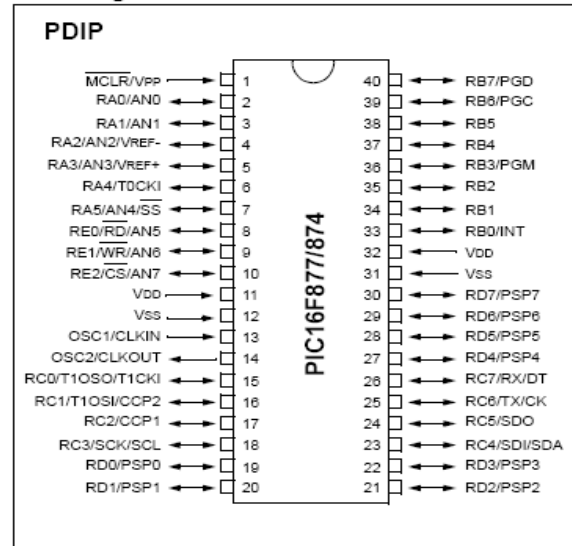 PDIP
MCLR/VPP 1 40 RB7/PGD
RA0/AN0 2 39 RB6/PGC
RA1/AN1 3 38 RB5
RA2/AN2/VREF- 4 37 RB4
RA3/AN3/VREF+ 5 36 RB3/PGM
RA4/T0CKI 6 35 RB2
RA5/AN4/SS 7 34 RB1
RE0/RD/AN5 8 33 RB0/INT
RE1/WR/AN6 9 32 VDD
RE2/CS/AN7 10 31 VSS
VDD 11 30 RD7/PSP7
VSS 12 29 RD6/PSP6
OSC1/CLKIN 13 28 RD5/PSP5
OSC2/CLKOUT 14 27 RD4/PSP4
RC0/T1OSO/T1CKI 15 26 RC7/RX/DT
RC1/T1OSI/CCP2 16 25 RC6/TX/CK
RC2/CCP1 17 24 RC5/SDO
RC3/SCK/SCL 18 23 RC4/SDI/SDA
RD0/PSP0 19 22 RD3/PSP3
RD1/PSP1 20 21 RD2/PSP2
PIC16F877/874